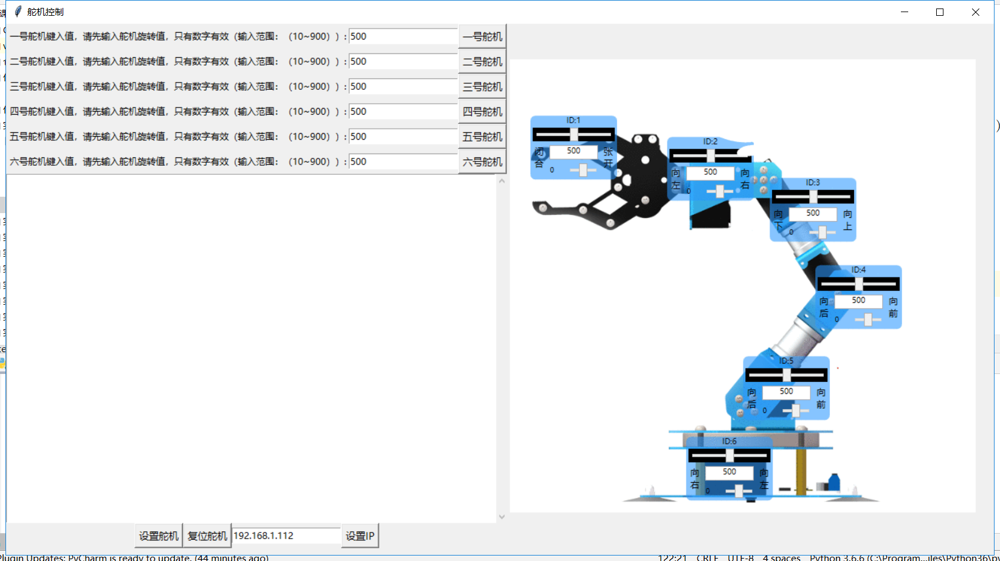 舵机控制
一号舵机键入值，请先输入舵机旋转值，只有数字有效（输入范围：（10~900））: 500 一号舵机
二号舵机键入值，请先输入舵机旋转值，只有数字有效（输入范围：（10~900））: 500 二号舵机
三号舵机键入值，请先输入舵机旋转值，只有数字有效（输入范围：（10~900））: 500 三号舵机
四号舵机键入值，请先输入舵机旋转值，只有数字有效（输入范围：（10~900））: 500 四号舵机
五号舵机键入值，请先输入舵机旋转值，只有数字有效（输入范围：（10~900））: 500 五号舵机
六号舵机键入值，请先输入舵机旋转值，只有数字有效（输入范围：（10~900））: 500 六号舵机
ID:1
闭合 500 张开
0
ID:2
向左 500 向右
0
ID:3
向下 500 向上
0
ID:4
向后 500 向前
0
ID:5
向后 500 向前
0
ID:6
向右 500 向左
0
设置舵机 复位舵机 192.168.1.112 设置IP
Plugin Updates: PyCharm is ready to update. (44 minutes ago) 122:21 CRLF UTF-8 4 spaces Python 3.6.6 (C:\Program...iles\Python36\py